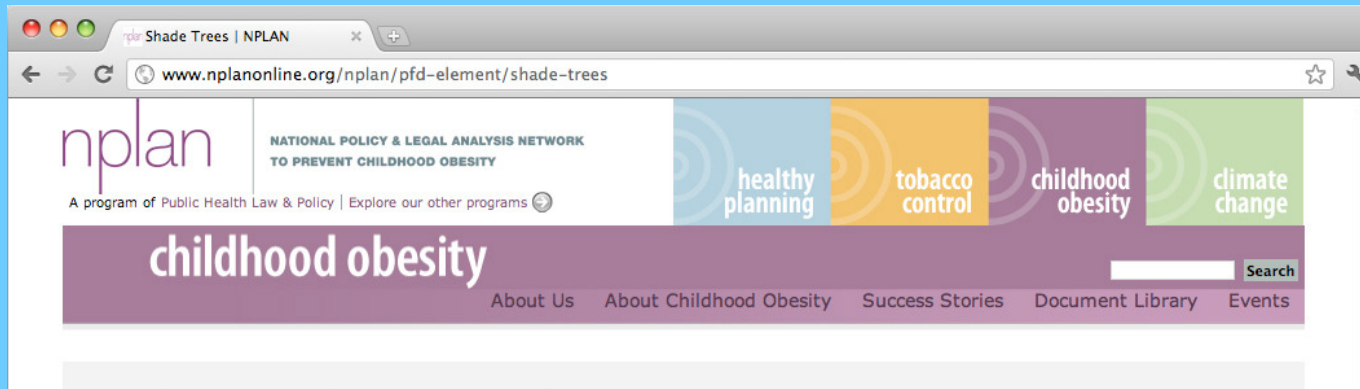 Shade Trees | NPLAN
www.nplanonline.org/nplan/pfd-element/shade-trees
nplan
NATIONAL POLICY & LEGAL ANALYSIS NETWORK
TO PREVENT CHILDHOOD OBESITY
A program of Public Health Law & Policy | Explore our other programs
healthy
planning
tobacco
control
childhood
obesity
climate
change
childhood obesity
Search
About Us About Childhood Obesity Success Stories Document Library Events